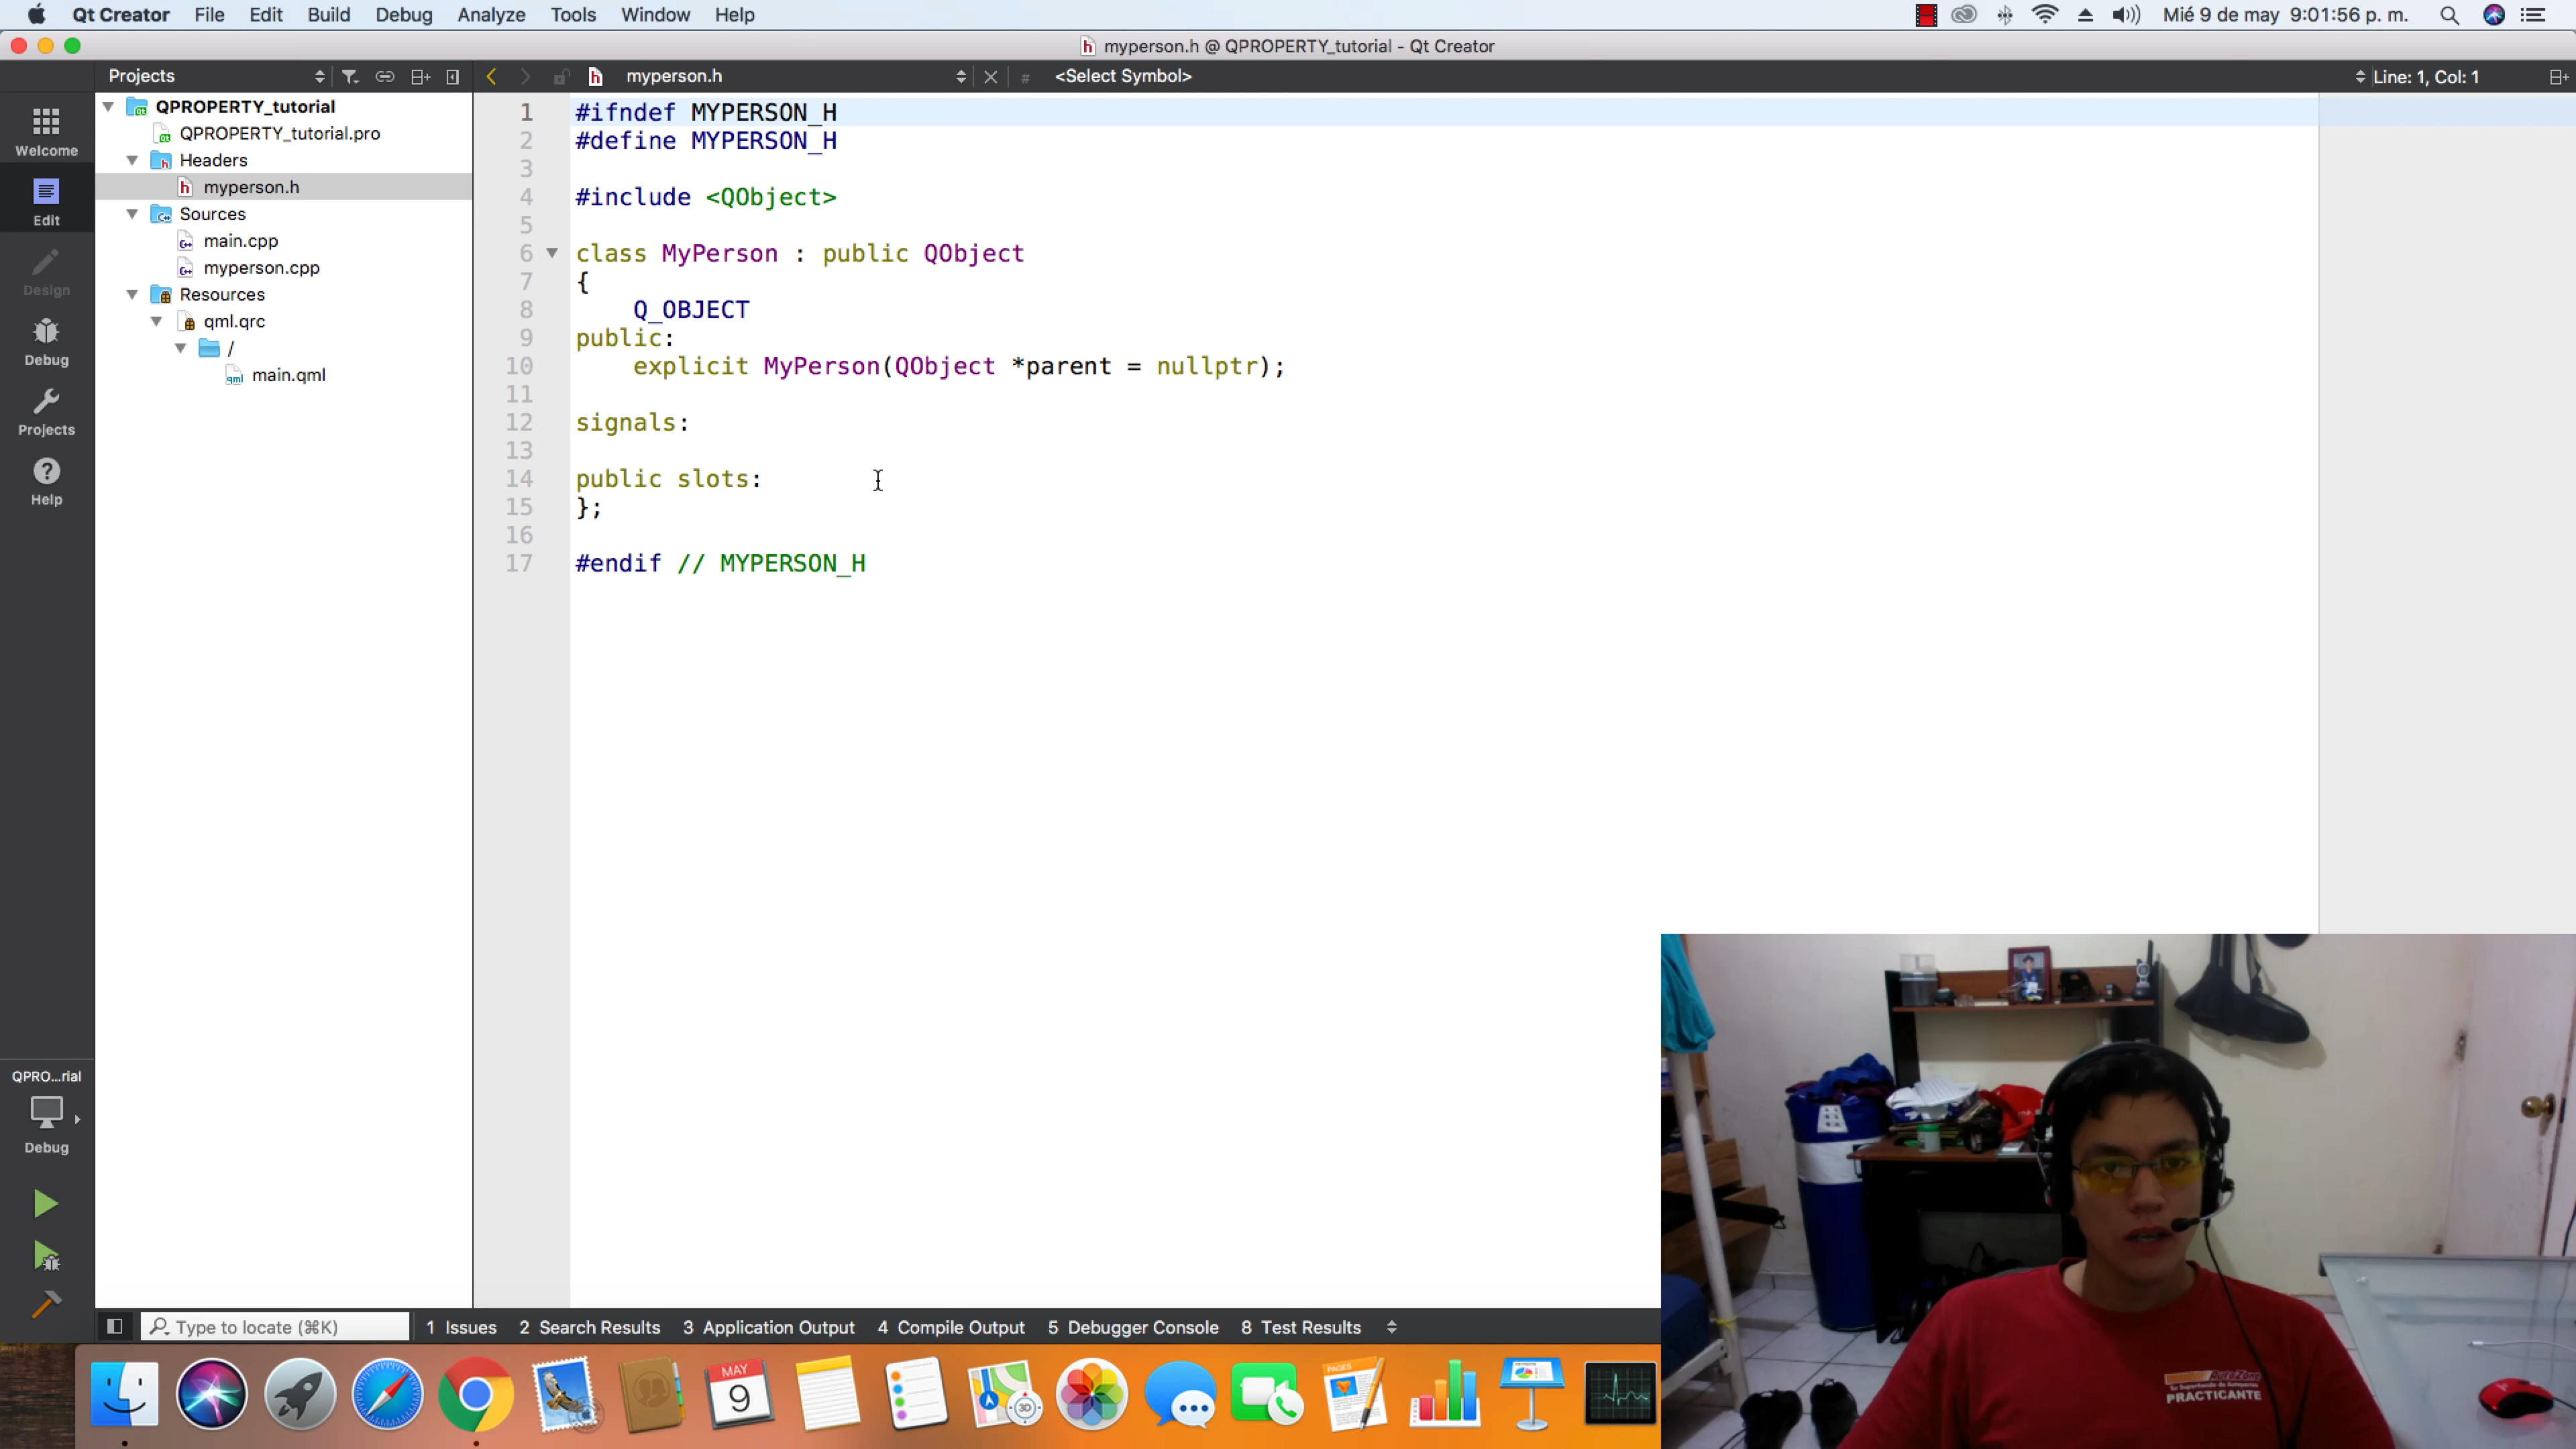 Qt Creator File Edit Build Debug Analyze Tools Window Help Mié 9 de may 9:01:56 p. m.
myperson.h @ QPROPERTY_tutorial - Qt Creator
Projects myperson.h # <Select Symbol> Line: 1, Col: 1
QPROPERTY_tutorial
QPROPERTY_tutorial.pro
Headers
myperson.h
Sources
main.cpp
myperson.cpp
Resources
qml.qrc
/
main.qml
Welcome
Edit
Design
Debug
Projects
Help
1 #ifndef MYPERSON_H
2 #define MYPERSON_H
3
4 #include <QObject>
5
6 class MyPerson : public QObject
7 {
8 Q_OBJECT
9 public:
10 explicit MyPerson(QObject *parent = nullptr);
11
12 signals:
13
14 public slots:
15 };
16
17 #endif // MYPERSON_H
QPRO...rial
Debug
Type to locate (⌘K) 1 Issues 2 Search Results 3 Application Output 4 Compile Output 5 Debugger Console 8 Test Results
MAY
9
3D
PAGES
AutoZone
PRACTICANTE